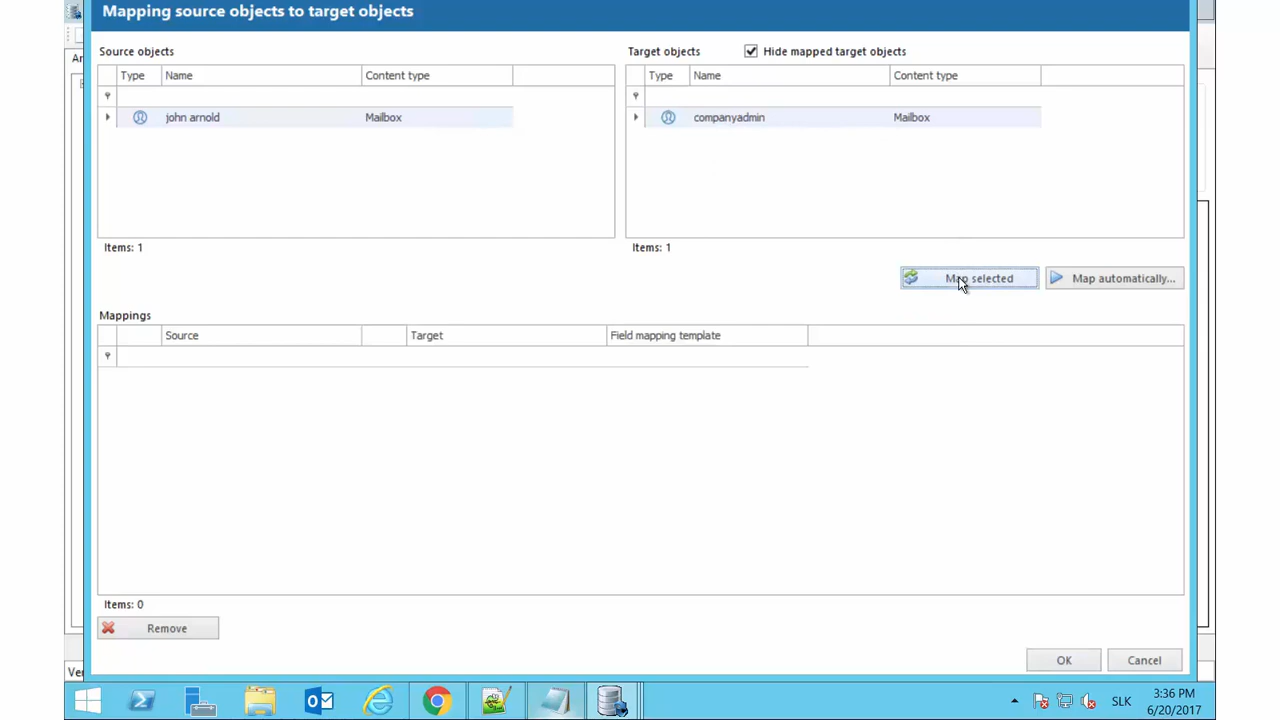 Mapping source objects to target objects
Source objects
Target objects
Hide mapped target objects
Type Name Content type
Type Name Content type
john arnold Mailbox
companyadmin Mailbox
Items: 1
Items: 1
Map selected
Map automatically...
Mappings
Source Target Field mapping template
Items: 0
Remove
OK
Cancel
SLK
3:36 PM
6/20/2017